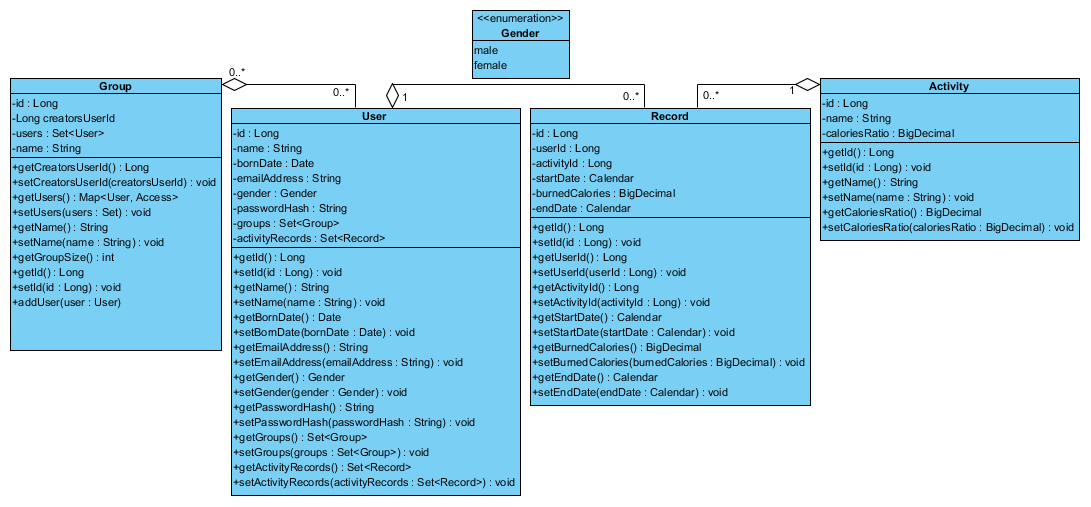 <<enumeration>>
Gender
male
female
0..*
0..*
1
0..*
0..*
1
Group
-id : Long
-Long creatorsUserId
-users : Set<User>
-name : String
+getCreatorsUserId() : Long
+setCreatorsUserId(creatorsUserId) : void
+getUsers() : Map<User, Access>
+setUsers(users : Set) : void
+getName() : String
+setName(name : String) : void
+getGroupSize() : int
+getId() : Long
+setId(id : Long) : void
+addUser(user : User)
User
-id : Long
-name : String
-bornDate : Date
-emailAddress : String
-gender : Gender
-passwordHash : String
-groups : Set<Group>
-activityRecords : Set<Record>
+getId() : Long
+setId(id : Long) : void
+getName() : String
+setName(name : String) : void
+getBornDate() : Date
+setBornDate(bornDate : Date) : void
+getEmailAddress() : String
+setEmailAddress(emailAddress : String) : void
+getGender() : Gender
+setGender(gender : Gender) : void
+getPasswordHash() : String
+setPasswordHash(passwordHash : String) : void
+getGroups() : Set<Group>
+setGroups(groups : Set<Group>) : void
+getActivityRecords() : Set<Record>
+setActivityRecords(activityRecords : Set<Record>) : void
Record
-id : Long
-userId : Long
-activityId : Long
-startDate : Calendar
-burnedCalories : BigDecimal
-endDate : Calendar
+getId() : Long
+setId(id : Long) : void
+getUserId() : Long
+setUserId(userId : Long) : void
+getActivityId() : Long
+setActivityId(activityId : Long) : void
+getStartDate() : Calendar
+setStartDate(startDate : Calendar) : void
+getBurnedCalories() : BigDecimal
+setBurnedCalories(burnedCalories : BigDecimal) : void
+getEndDate() : Calendar
+setEndDate(endDate : Calendar) : void
Activity
-id : Long
-name : String
-caloriesRatio : BigDecimal
+getId() : Long
+setId(id : Long) : void
+getName() : String
+setName(name : String) : void
+getCaloriesRatio() : BigDecimal
+setCaloriesRatio(caloriesRatio : BigDecimal) : void